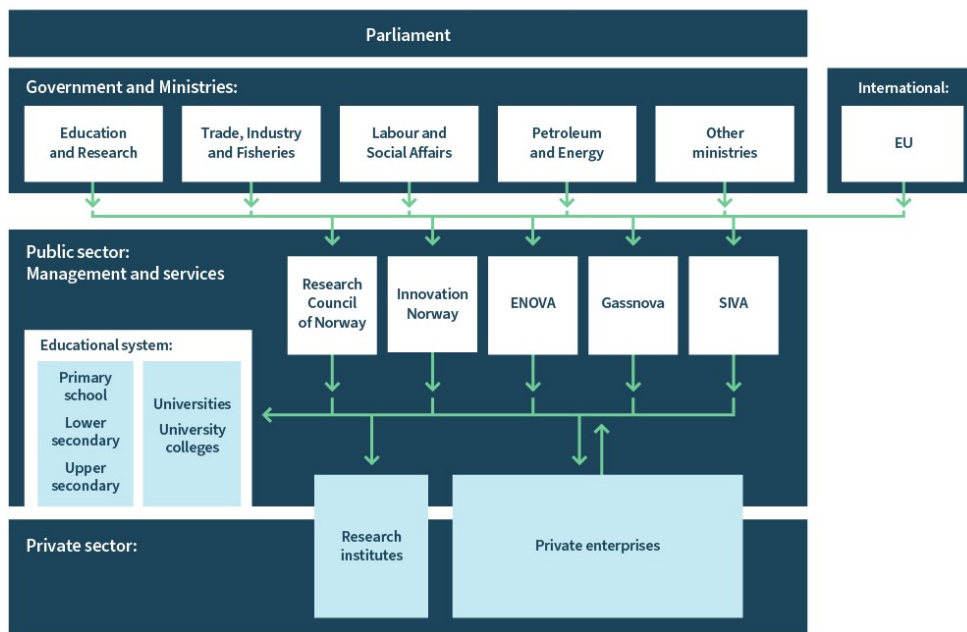 Parliament
Government and Ministries:
International:
Education
and Research
Trade, Industry
and Fisheries
Labour and
Social Affairs
Petroleum
and Energy
Other
ministries
EU
Public sector:
Management and services
Research
Council
of Norway
Innovation
Norway
ENOVA
Gassnova
SIVA
Educational system:
Primary
school
Lower
secondary
Upper
secondary
Universities
University
colleges
Private sector:
Research
institutes
Private enterprises